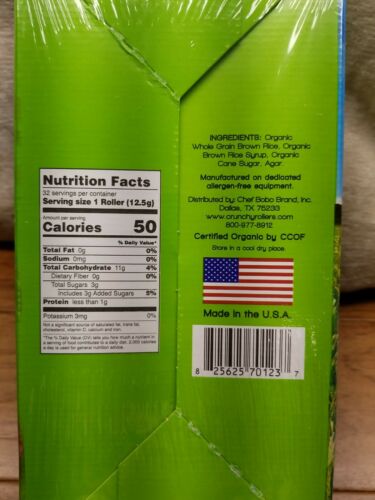 Nutrition Facts
32 servings per container
Serving size 1 Roller (12.5g)
Amount per serving
Calories 50
% Daily Value*
Total Fat 0g 0%
Sodium 0mg 0%
Total Carbohydrate 11g 4%
Dietary Fiber 0g 0%
Total Sugars 3g
Includes 3g Added Sugars 5%
Protein less than 1g
Potassium 3mg 0%
Not a significant source of saturated fat, trans fat,
cholesterol, vitamin D, calcium and iron.
*The % Daily Value (DV) tells you how much a nutrient in
a serving of food contributes to a daily diet. 2,000 calories
a day is used for general nutrition advice.
INGREDIENTS: Organic
Whole Grain Brown Rice, Organic
Brown Rice Syrup, Organic
Cane Sugar, Agar.
Manufactured on dedicated
allergen-free equipment.
Distributed by: Chef Bobo Brand, Inc.
Dallas, TX 75233
www.crunchyrollers.com
800-977-8912
Certified Organic by CCOF
Store in a cool dry place.
Made in the U.S.A.
8 25625 70123 7